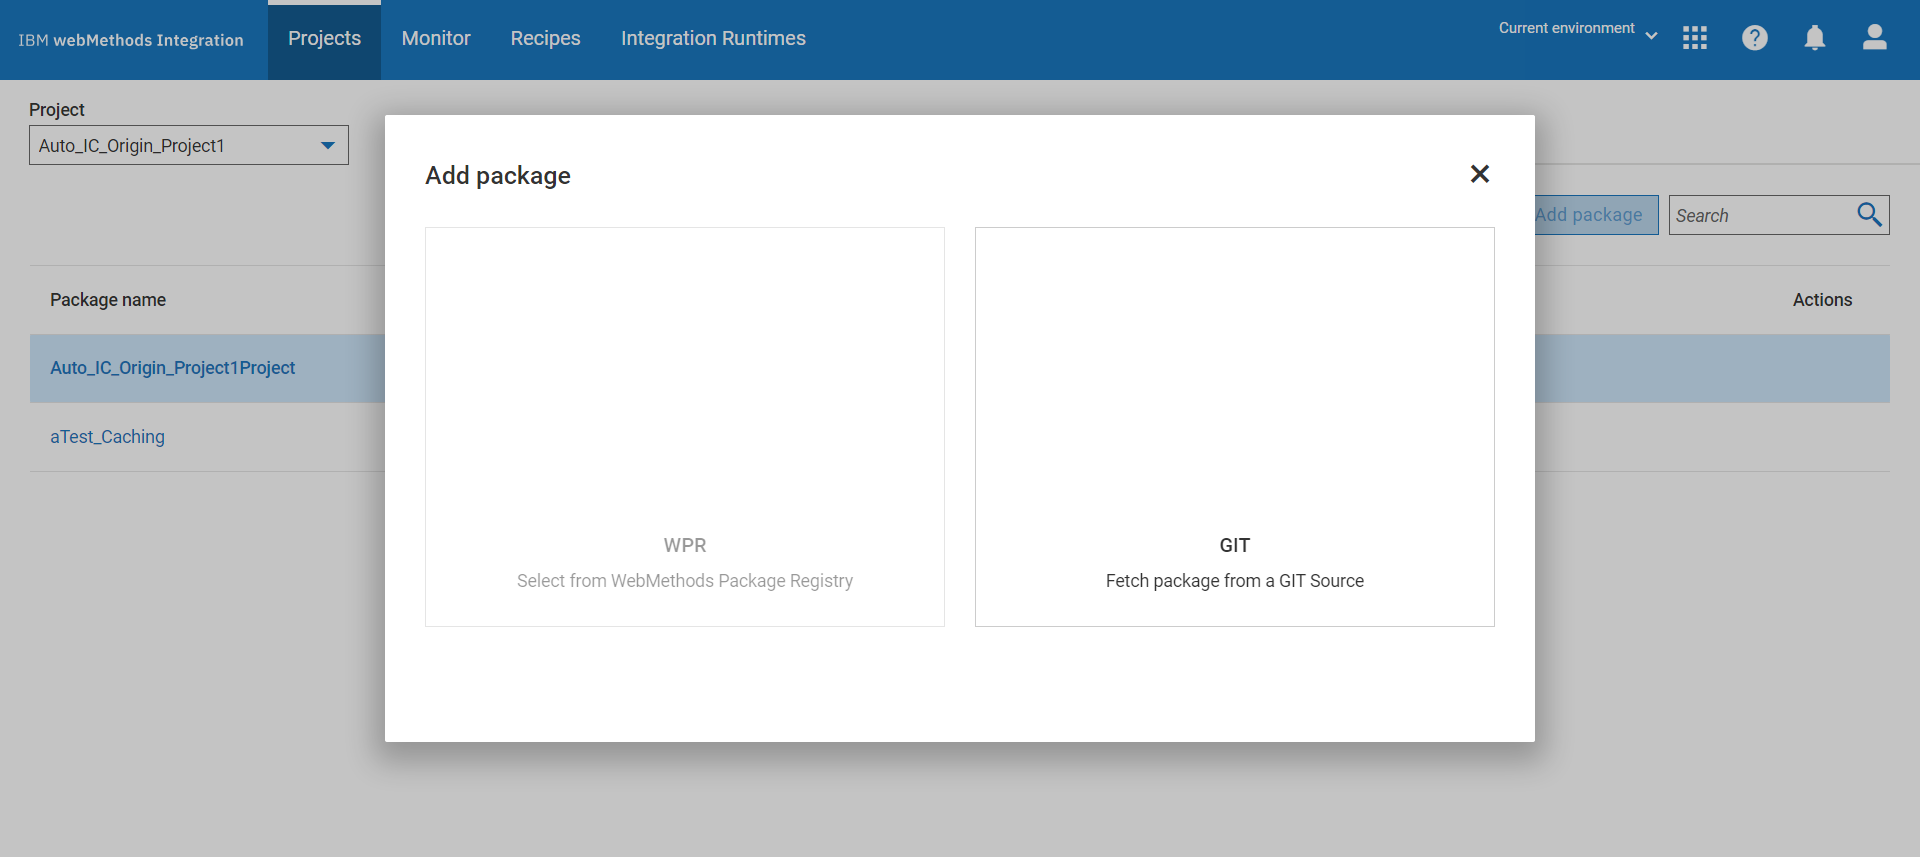 IBM webMethods Integration
Projects
Monitor
Recipes
Integration Runtimes
Current environment
Project
Auto_IC_Origin_Project1
Add package
Search
Package name
Actions
Auto_IC_Origin_Project1Project
aTest_Caching
Add package
WPR
Select from WebMethods Package Registry
GIT
Fetch package from a GIT Source